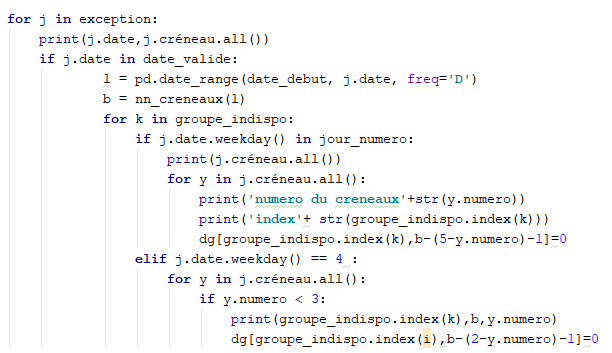 for j in exception:
    print(j.date,j.créneau.all())
    if j.date in date_valide:
            l = pd.date_range(date_debut, j.date, freq='D')
            b = nn_creneaux(l)
            for k in groupe_indispo:
                if j.date.weekday() in jour_numero:
                    print(j.créneau.all())
                    for y in j.créneau.all():
                        print('numero du creneaux'+str(y.numero))
                        print('index'+ str(groupe_indispo.index(k)))
                        dg[groupe_indispo.index(k),b-(5-y.numero)-1]=0
                elif j.date.weekday() == 4 :
                    for y in j.créneau.all():
                        if y.numero < 3:
                            print(groupe_indispo.index(k),b,y.numero)
                            dg[groupe_indispo.index(i),b-(2-y.numero)-1]=0